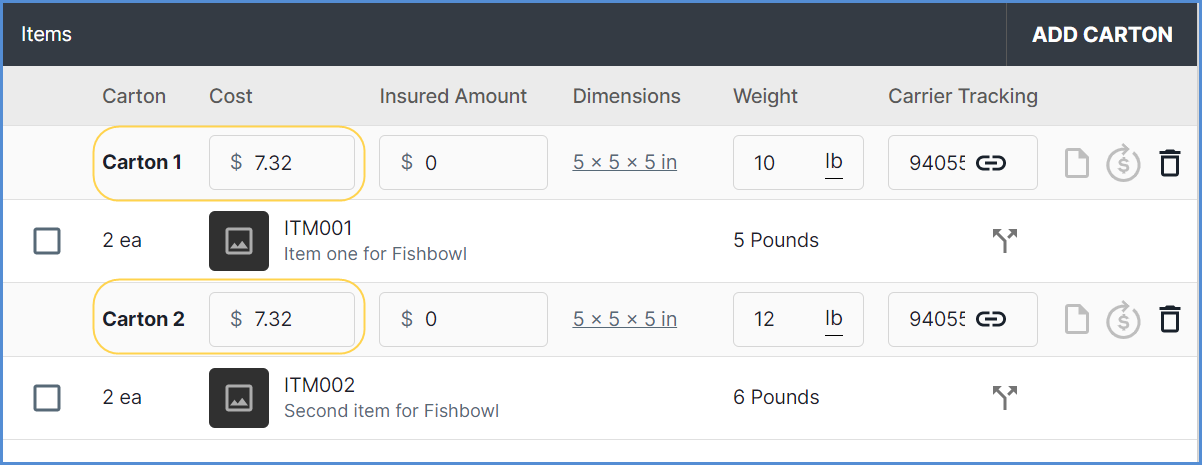 Items ADD CARTON
Carton Cost Insured Amount Dimensions Weight Carrier Tracking
Carton 1 $ 7.32 $ 0 5 × 5 × 5 in 10 lb 94055
2 ea ITM001 5 Pounds
Item one for Fishbowl
Carton 2 $ 7.32 $ 0 5 × 5 × 5 in 12 lb 94055
2 ea ITM002 6 Pounds
Second item for Fishbowl